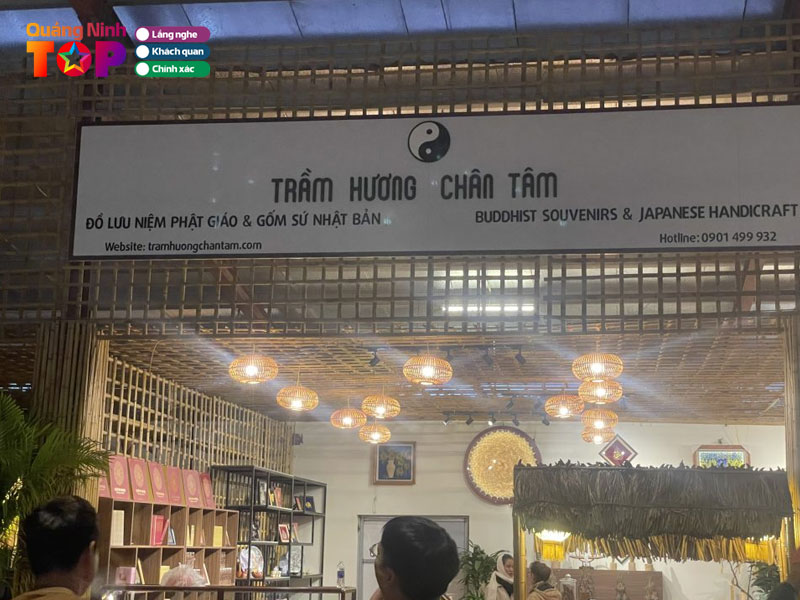 Quảng Ninh
TOP
Lắng nghe
Khách quan
Chính xác
TRẦM HƯƠNG CHÂN TÂM
ĐỒ LƯU NIỆM PHẬT GIÁO & GỐM SỨ NHẬT BẢN
BUDDHIST SOUVENIRS & JAPANESE HANDICRAFT
Website: tramhuongchantam.com
Hotline: 0901 499 932